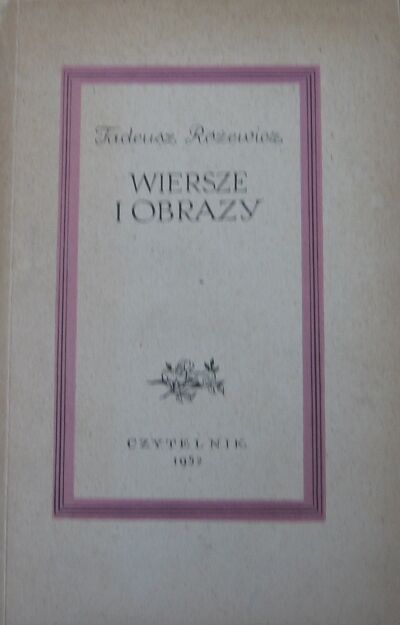 Tadeusz Różewicz
WIERSZE
I OBRAZY
CZYTELNIK
1952